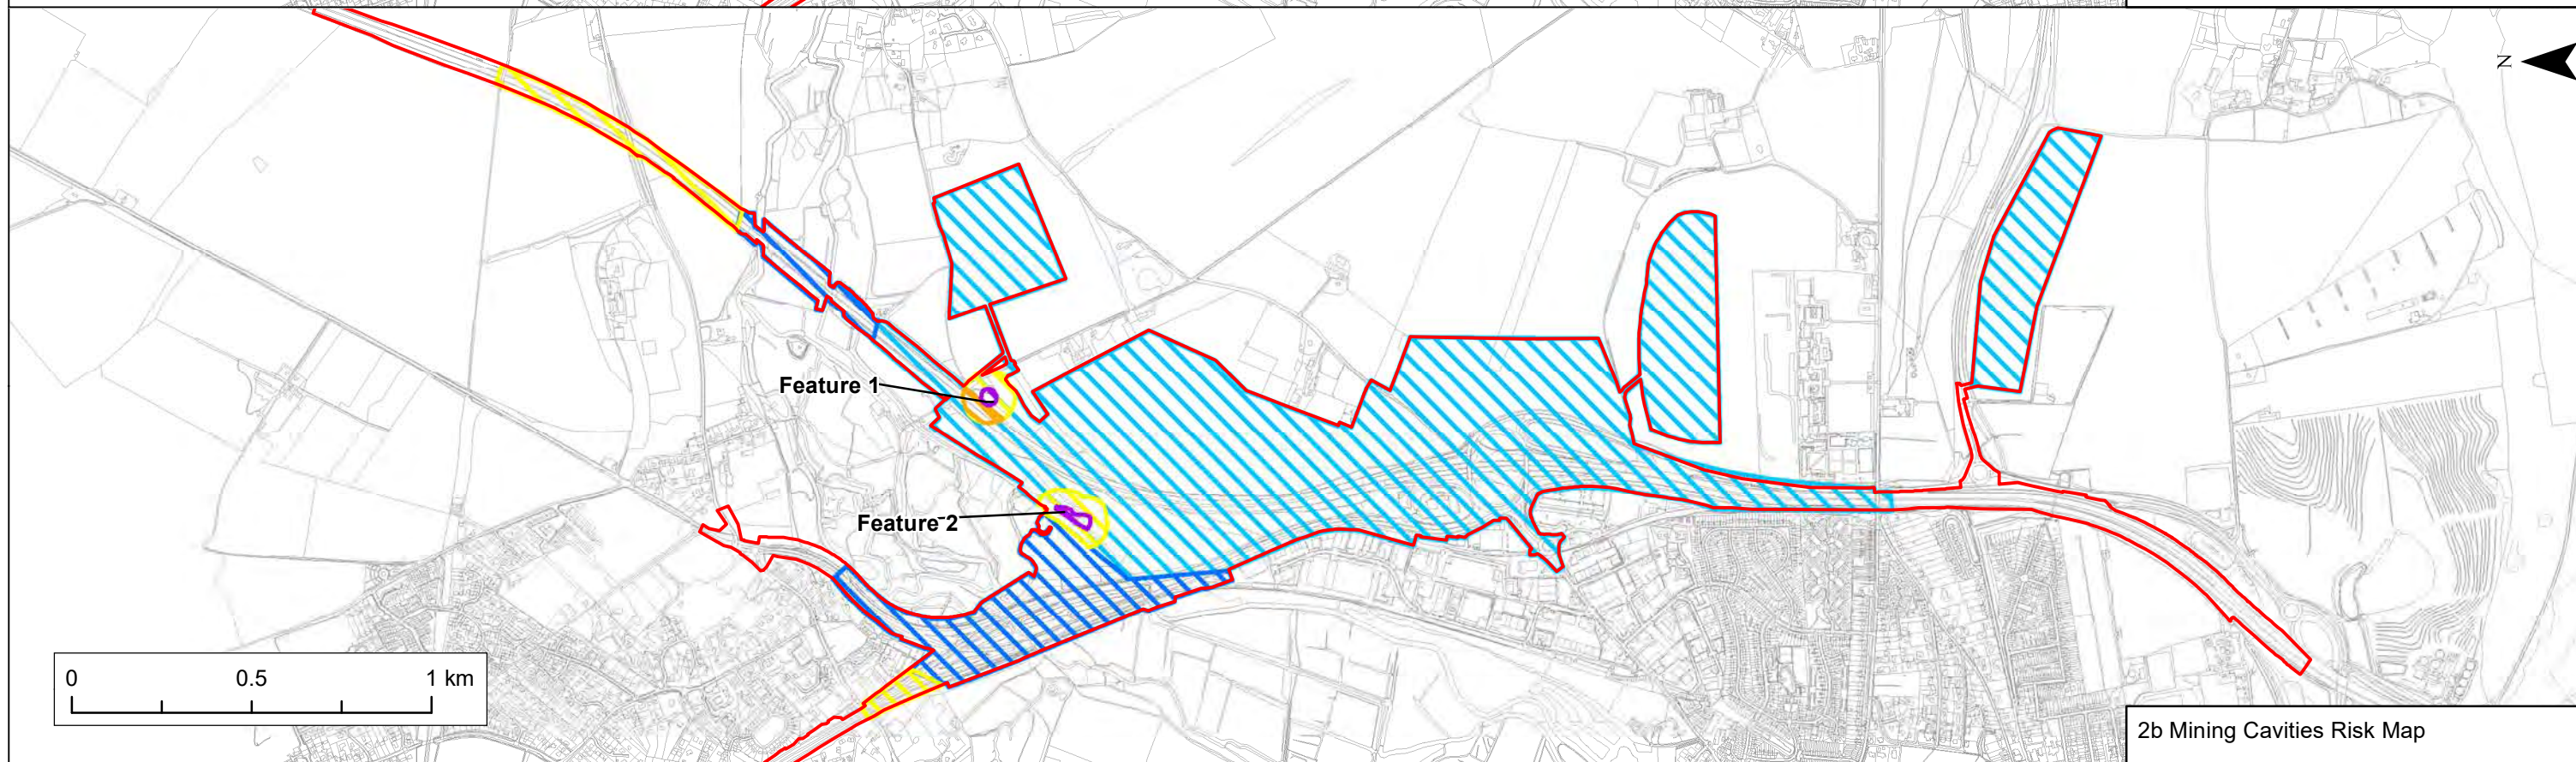 N
Feature 1
Feature 2
0 0.5 1 km
2b Mining Cavities Risk Map